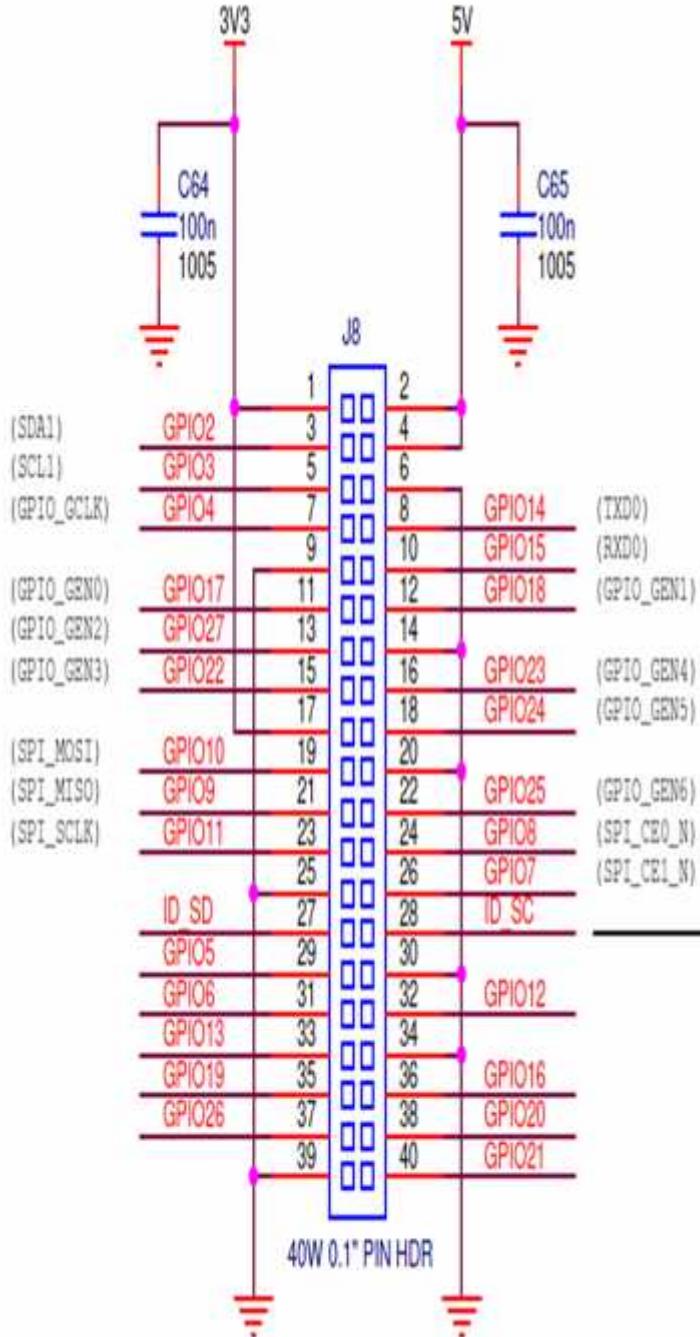 3V3 5V
C64 C65
100n 100n
1005 1005
J8
1 2
(SDA1) GPIO2 3 4
(SCL1) GPIO3 5 6
(GPIO_GCLK) GPIO4 7 8 GPIO14 (TXD0)
9 10 GPIO15 (RXD0)
(GPIO_GEN0) GPIO17 11 12 GPIO18 (GPIO_GEN1)
(GPIO_GEN2) GPIO27 13 14
(GPIO_GEN3) GPIO22 15 16 GPIO23 (GPIO_GEN4)
17 18 GPIO24 (GPIO_GEN5)
(SPI_MOSI) GPIO10 19 20
(SPI_MISO) GPIO9 21 22 GPIO25 (GPIO_GEN6)
(SPI_SCLK) GPIO11 23 24 GPIO8 (SPI_CE0_N)
25 26 GPIO7 (SPI_CE1_N)
ID_SD 27 28 ID_SC
GPIO5 29 30
GPIO6 31 32 GPIO12
GPIO13 33 34
GPIO19 35 36 GPIO16
GPIO26 37 38 GPIO20
39 40 GPIO21
40W 0.1" PIN HDR